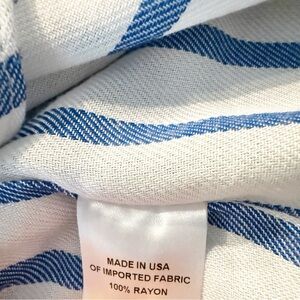 MADE IN USA
OF IMPORTED FABRIC
100% RAYON